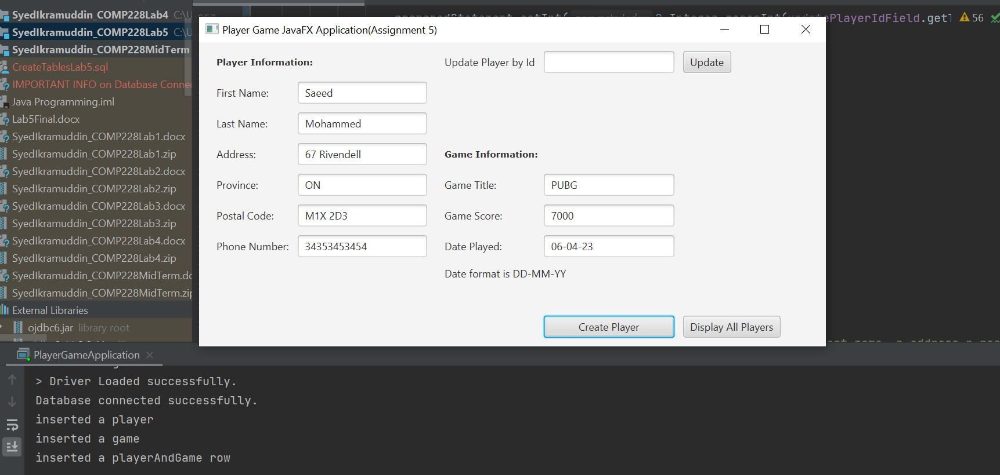 SyedIkramuddin_COMP228Lab4 C:\U
SyedIkramuddin_COMP228Lab5 C:\U
SyedIkramuddin_COMP228MidTerm
CreateTablesLab5.sql
IMPORTANT INFO on Database Connec
Java Programming.iml
Lab5Final.docx
SyedIkramuddin_COMP228Lab1.docx
SyedIkramuddin_COMP228Lab1.zip
SyedIkramuddin_COMP228Lab2.docx
SyedIkramuddin_COMP228Lab2.zip
SyedIkramuddin_COMP228Lab3.docx
SyedIkramuddin_COMP228Lab3.zip
SyedIkramuddin_COMP228Lab4.docx
SyedIkramuddin_COMP228Lab4.zip
SyedIkramuddin_COMP228MidTerm.dc
SyedIkramuddin_COMP228MidTerm.zip
External Libraries
ojdbc6.jar library root
PlayerIdField.getT 56
Player Game JavaFX Application(Assignment 5)
Player Information:
Update Player by Id Update
First Name: Saeed
Last Name: Mohammed
Address: 67 Rivendell
Game Information:
Province: ON
Game Title: PUBG
Postal Code: M1X 2D3
Game Score: 7000
Phone Number: 34353453454
Date Played: 06-04-23
Date format is DD-MM-YY
Create Player Display All Players
PlayerGameApplication
> Driver Loaded successfully.
Database connected successfully.
inserted a player
inserted a game
inserted a playerAndGame row